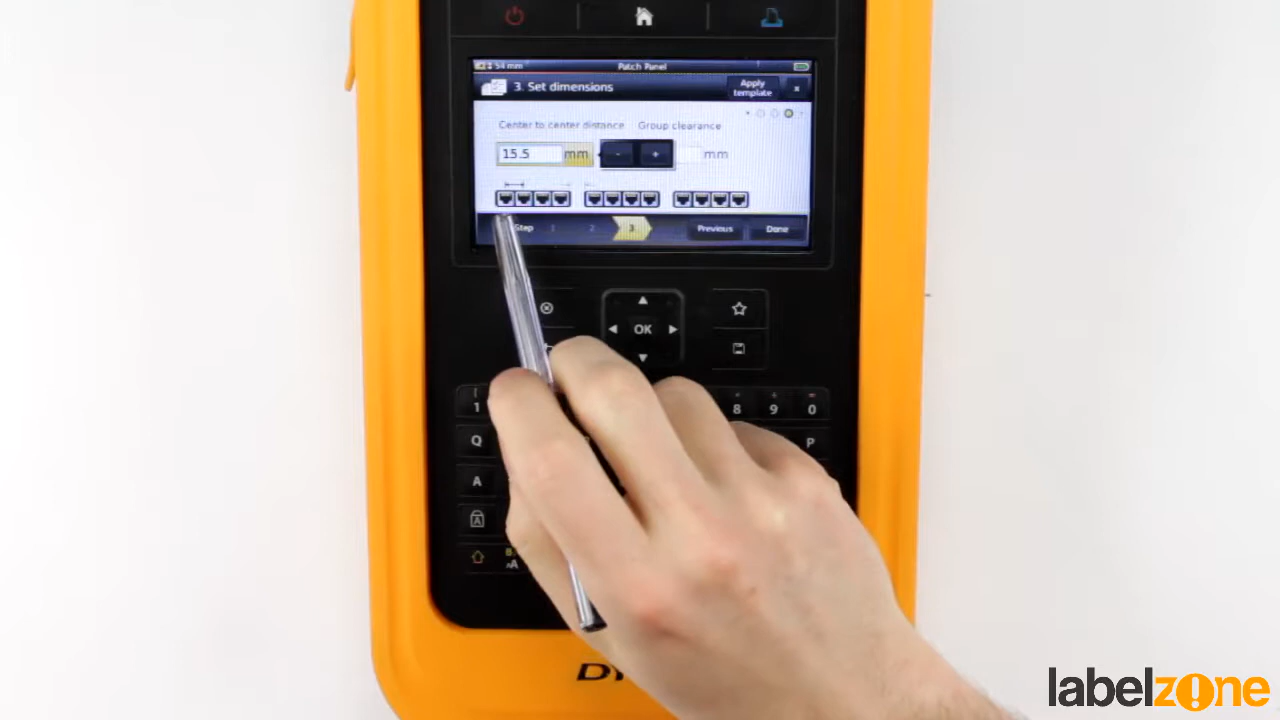 54 mm Patch Panel
3. Set dimensions Apply template ×
Center to center distance Group clearance
15.5 mm - + mm
Step 1 2 3 Previous Done
OK
1 8 9 0
Q P
A
A
A
labelzone